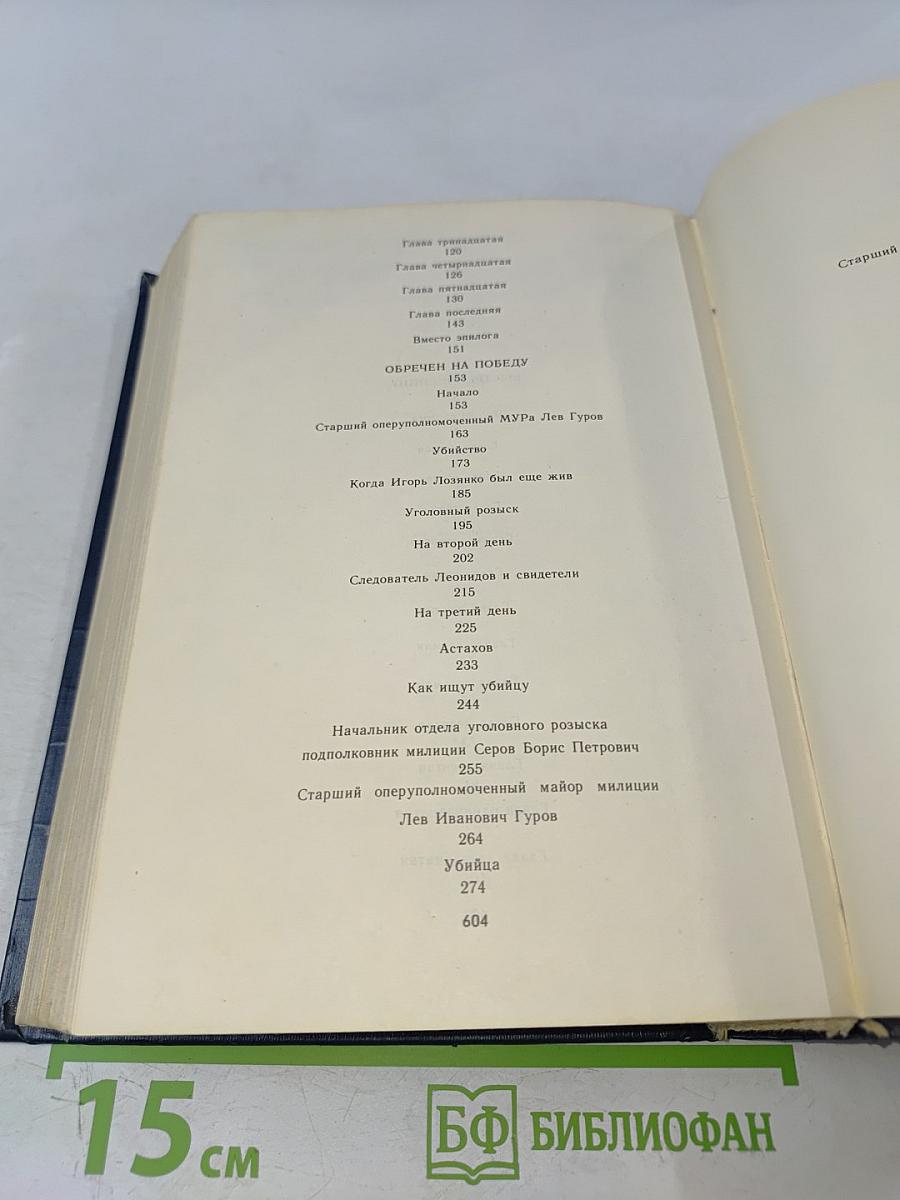 Глава тринадцатая
120
Глава четырнадцатая
126
Глава пятнадцатая
130
Глава последняя
143
Вместо эпилога
151
ОБРЕЧЕН НА ПОБЕДУ
153
Начало
153
Старший оперуполномоченный МУРа Лев Гуров
163
Убийство
173
Когда Игорь Лозянко был еще жив
185
Уголовный розыск
195
На второй день
202
Следователь Леонидов и свидетели
215
На третий день
225
Астахов
233
Как ищут убийцу
244
Начальник отдела уголовного розыска
подполковник милиции Серов Борис Петрович
255
Старший оперуполномоченный майор милиции
Лев Иванович Гуров
264
Убийца
274
604
Старший
15 см
БФ БИБЛИОФАН